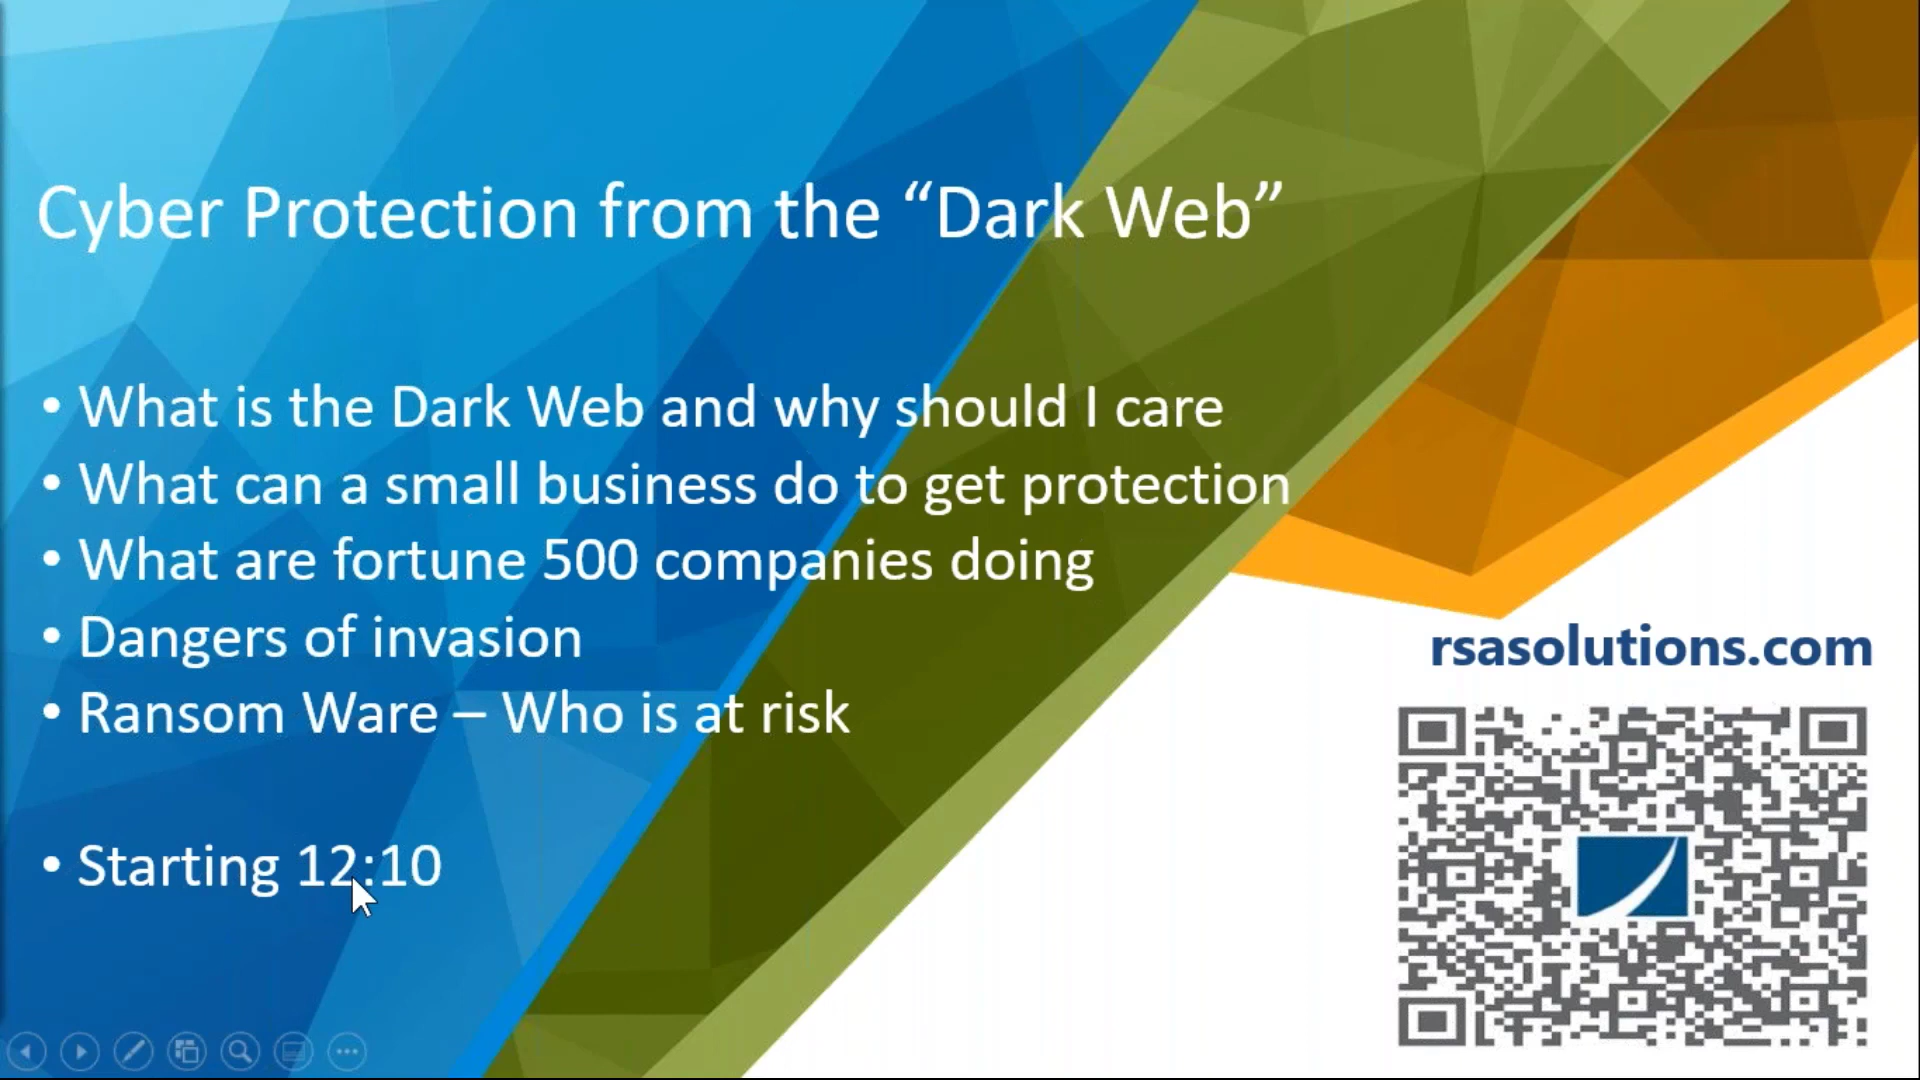 Cyber Protection from the “Dark Web”
• What is the Dark Web and why should I care
• What can a small business do to get protection
• What are fortune 500 companies doing
• Dangers of invasion
• Ransom Ware – Who is at risk
• Starting 12:10
rsasolutions.com